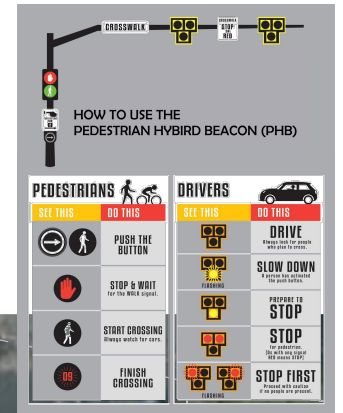 CROSSWALK
CROSSWALK
STOP
ON
RED
HOW TO USE THE
PEDESTRIAN HYBIRD BEACON (PHB)
PEDESTRIANS
SEE THIS
DO THIS
PUSH THE
BUTTON
STOP & WAIT
for the WALK signal.
START CROSSING
Always watch for cars.
09
FINISH
CROSSING
DRIVERS
SEE THIS
DO THIS
DRIVE
Always look for people
who plan to cross.
FLASHING
SLOW DOWN
A person has activated
the push button.
PREPARE TO
STOP
STOP
for pedestrian.
(As with any signal
RED means STOP)
FLASHING
STOP FIRST
Proceed with caution
if no people are present.